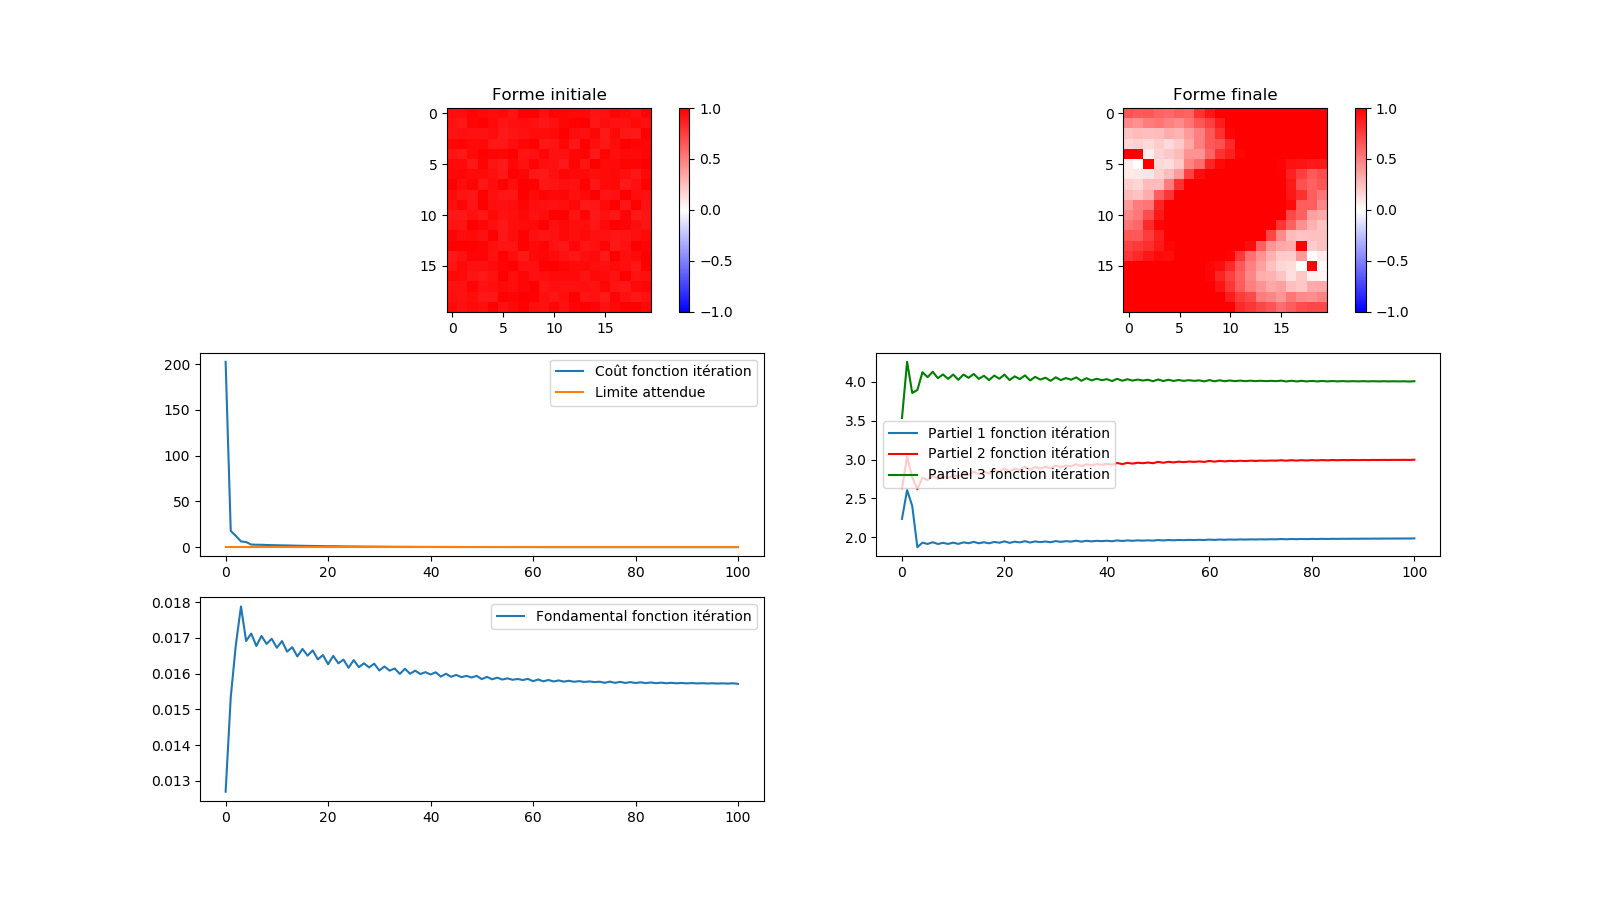 Forme initiale
0
5
10
15
0 5 10 15
1.0
0.5
0.0
−0.5
−1.0
Forme finale
0
5
10
15
0 5 10 15
1.0
0.5
0.0
−0.5
−1.0
200
150
100
50
0
0 20 40 60 80 100
Coût fonction itération
Limite attendue
4.0
3.5
3.0
2.5
2.0
0 20 40 60 80 100
Partiel 1 fonction itération
Partiel 2 fonction itération
Partiel 3 fonction itération
0.018
0.017
0.016
0.015
0.014
0.013
0 20 40 60 80 100
Fondamental fonction itération